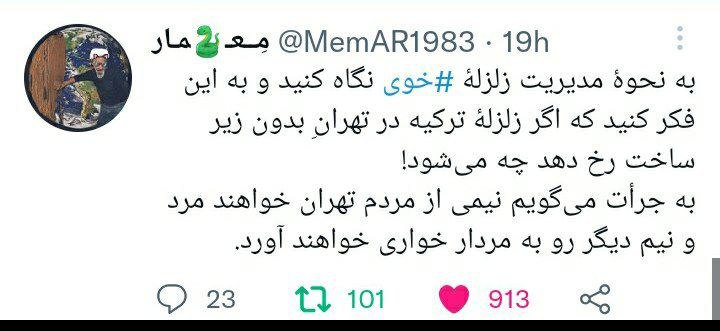 مِـعـ🐍ـمـار @MemAR1983 · 19h
به نحوهٔ مدیریت زلزلهٔ #خوی نگاه کنید و به این
فکر کنید که اگر زلزلهٔ ترکیه در تهرانِ بدون زیر
ساخت رخ دهد چه می‌شود!
به جرأت می‌گویم نیمی از مردم تهران خواهند مرد
و نیم دیگر رو به مردار خواری خواهند آورد.
23 101 913